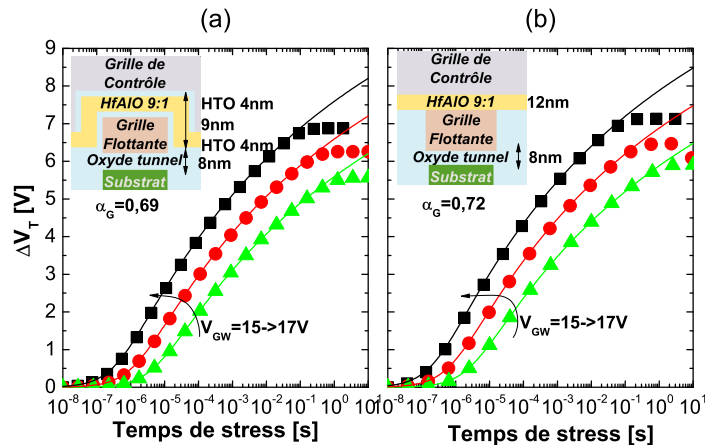 (a)
(b)
ΔV_T [V]
9
8
7
6
5
4
3
2
1
0
Grille de
Contrôle
HfAlO 9:1
Grille
Flottante
Oxyde tunnel
Substrat
HTO 4nm
9nm
HTO 4nm
8nm
α_G=0,69
V_GW=15->17V
10^-8 10^-7 10^-6 10^-5 10^-4 10^-3 10^-2 10^-1 10^0 10^1
Temps de stress [s]
Grille de
Contrôle
HfAlO 9:1
12nm
Grille
Flottante
Oxyde tunnel
8nm
Substrat
α_G=0,72
V_GW=15->17V
10^-8 10^-7 10^-6 10^-5 10^-4 10^-3 10^-2 10^-1 10^0 10^1
Temps de stress [s]